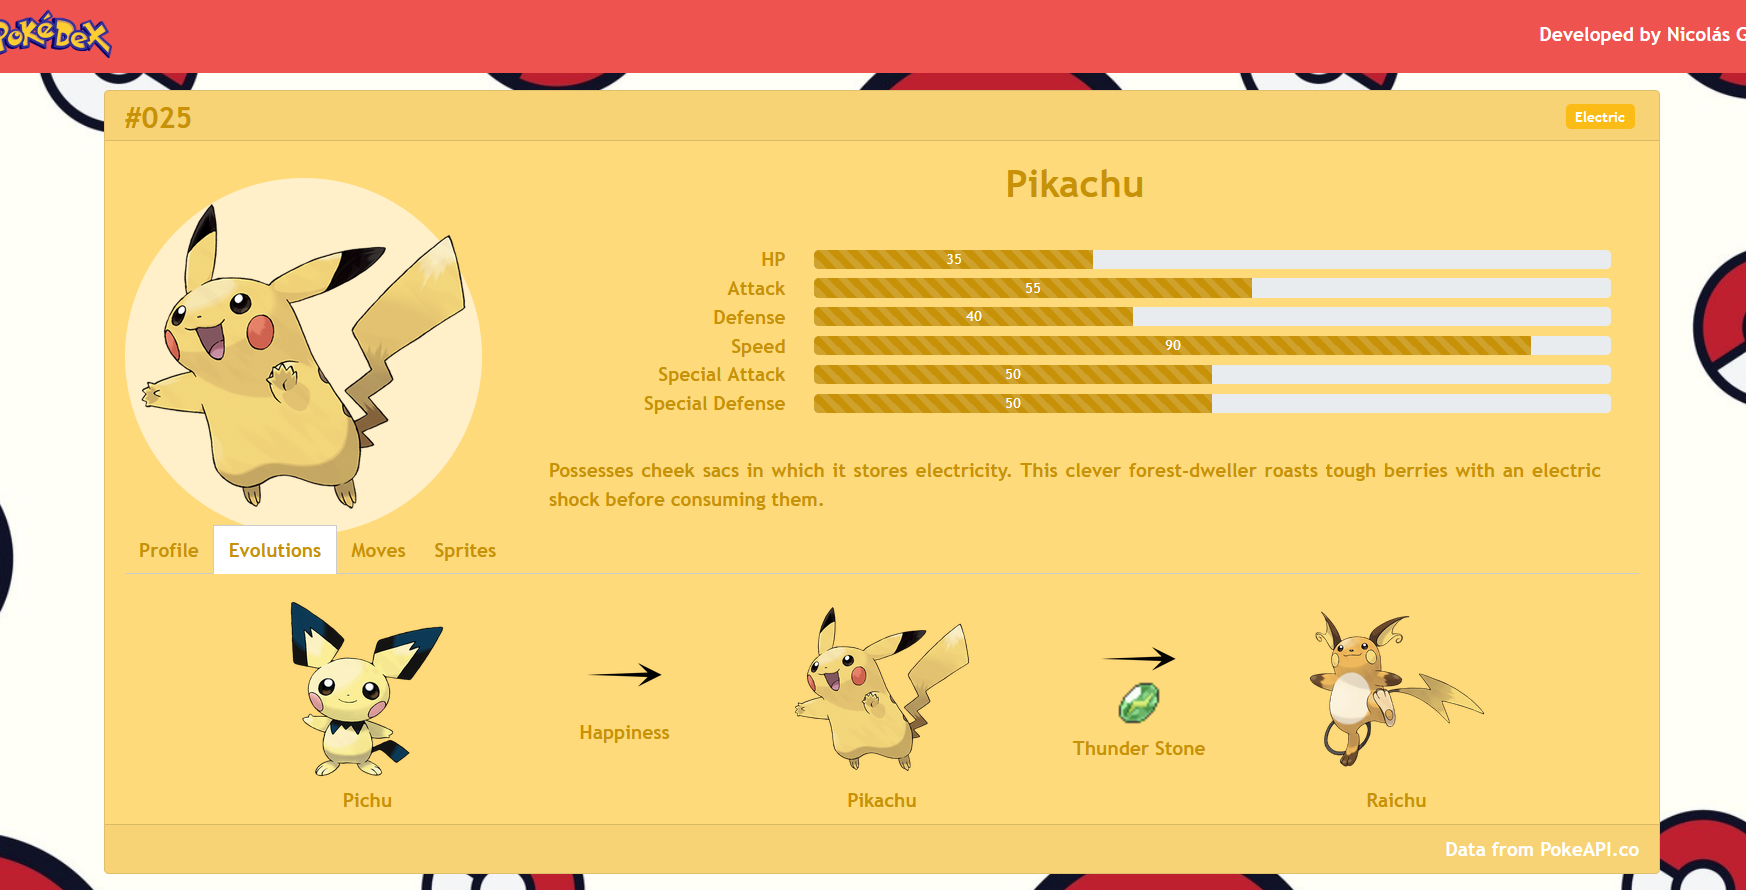 PokéDex
Developed by Nicolás G
#025
Electric
Pikachu
HP 35
Attack 55
Defense 40
Speed 90
Special Attack 50
Special Defense 50
Possesses cheek sacs in which it stores electricity. This clever forest-dweller roasts tough berries with an electric
shock before consuming them.
Profile Evolutions Moves Sprites
Happiness
Thunder Stone
Pichu Pikachu Raichu
Data from PokeAPI.co